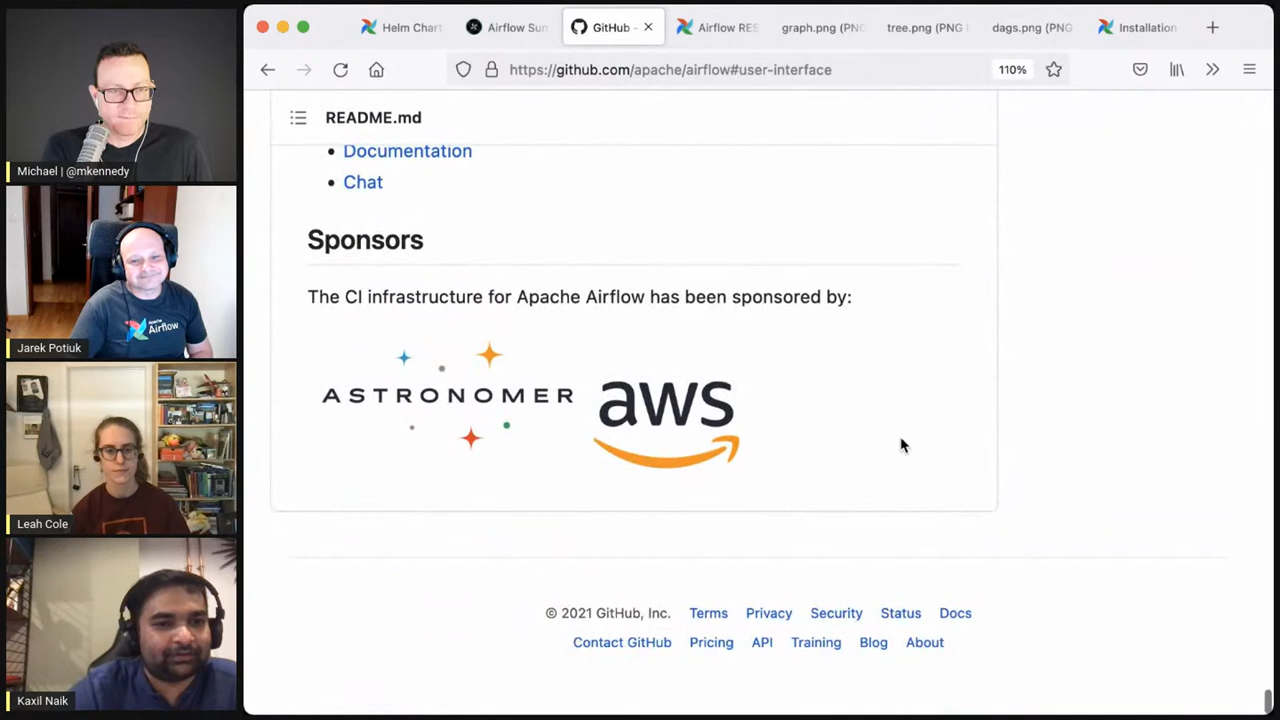 Helm Chart
Airflow Sum
GitHub -
Airflow RES
graph.png (PNG
tree.png (PNG I
dags.png (PNG
Installation
https://github.com/apache/airflow#user-interface
110%
README.md
Documentation
Chat
Sponsors
The CI infrastructure for Apache Airflow has been sponsored by:
ASTRONOMER
aws
© 2021 GitHub, Inc. Terms Privacy Security Status Docs
Contact GitHub Pricing API Training Blog About
Michael | @mkennedy
Apache
Airflow
Jarek Potiuk
Leah Cole
Kaxil Naik